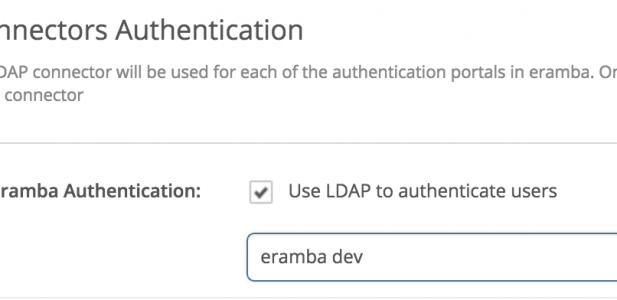 nnectors Authentication
DAP connector will be used for each of the authentication portals in eramba. Or
connector
ramba Authentication:
Use LDAP to authenticate users
eramba dev